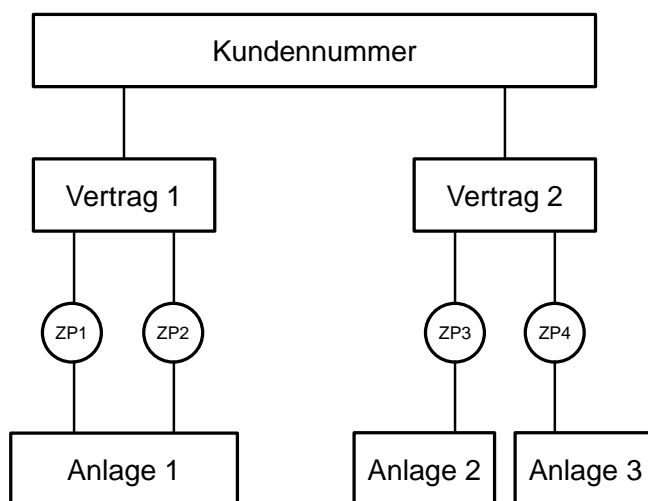 Kundennummer
Vertrag 1
Vertrag 2
ZP1
ZP2
ZP3
ZP4
Anlage 1
Anlage 2
Anlage 3